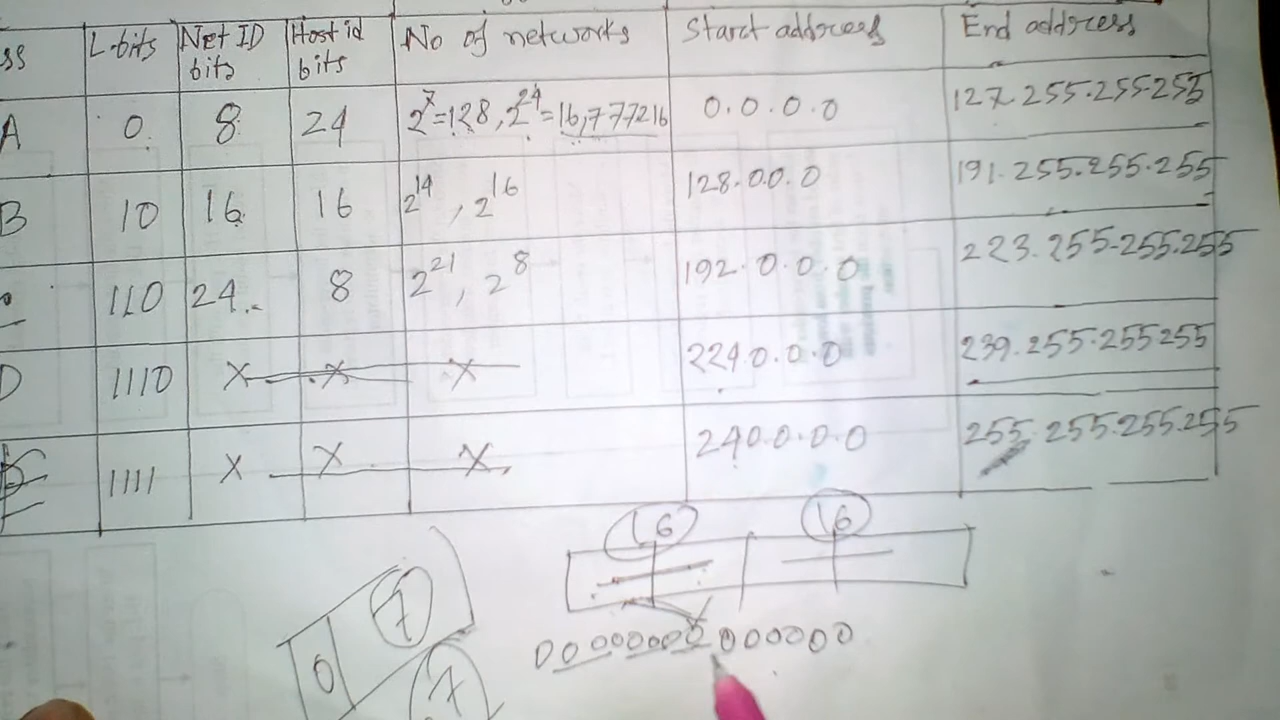 ss L-bits Net ID bits Host id bits No of networks Start address End address
A 0. 8 24 2^7=128, 2^24=16,777216 0.0.0.0 127.255.255.255
B 10 16 16 2^14, 2^16 128.0.0.0 191.255.255.255
110 24. 8 2^21, 2^8 192.0.0.0 223.255.255.255
D 1110 X X X 224.0.0.0 239.255.255 255
E 1111 X X X. 240.0.0.0 255.255.255.255
16 16
0 7
7